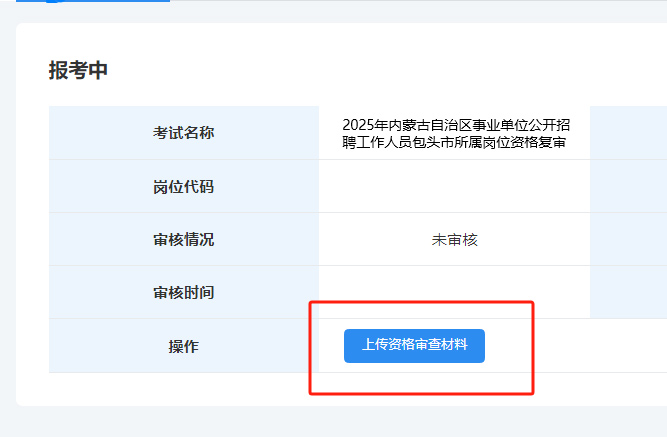 报考中
考试名称
2025年内蒙古自治区事业单位公开招
聘工作人员包头市所属岗位资格复审
岗位代码
审核情况
未审核
审核时间
操作
上传资格审查材料